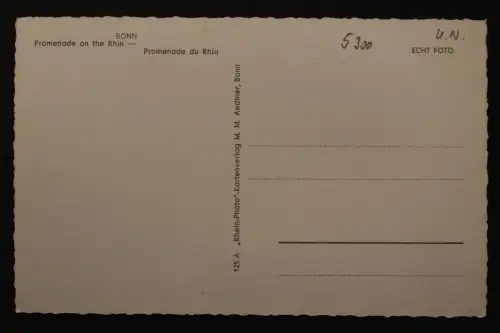 BONN
Promenade on the Rhin —
Promenade du Rhin
5300
U.N.
ECHT FOTO
125 A „Rhein-Photo"-Kartenverlag M. M. Aedtner, Bonn